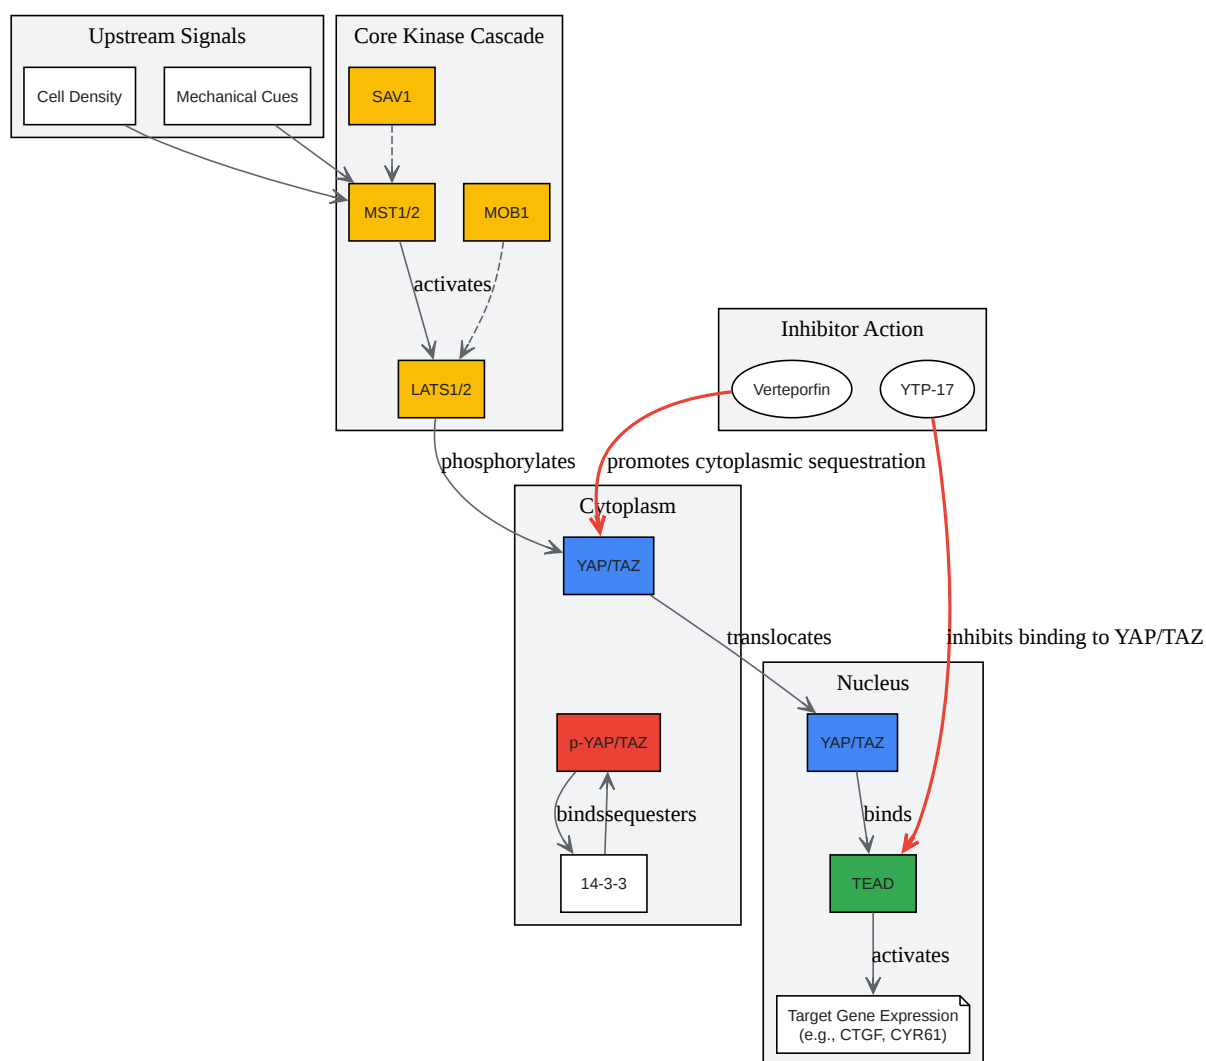 Upstream Signals
Cell Density
Mechanical Cues
Core Kinase Cascade
SAV1
MST1/2
MOB1
activates
LATS1/2
Inhibitor Action
Verteporfin
YTP-17
phosphorylates
promotes cytoplasmic sequestration
Cytoplasm
YAP/TAZ
translocates
inhibits binding to YAP/TAZ
Nucleus
p-YAP/TAZ
YAP/TAZ
binds
sequesters
binds
14-3-3
TEAD
activates
Target Gene Expression
(e.g., CTGF, CYR61)